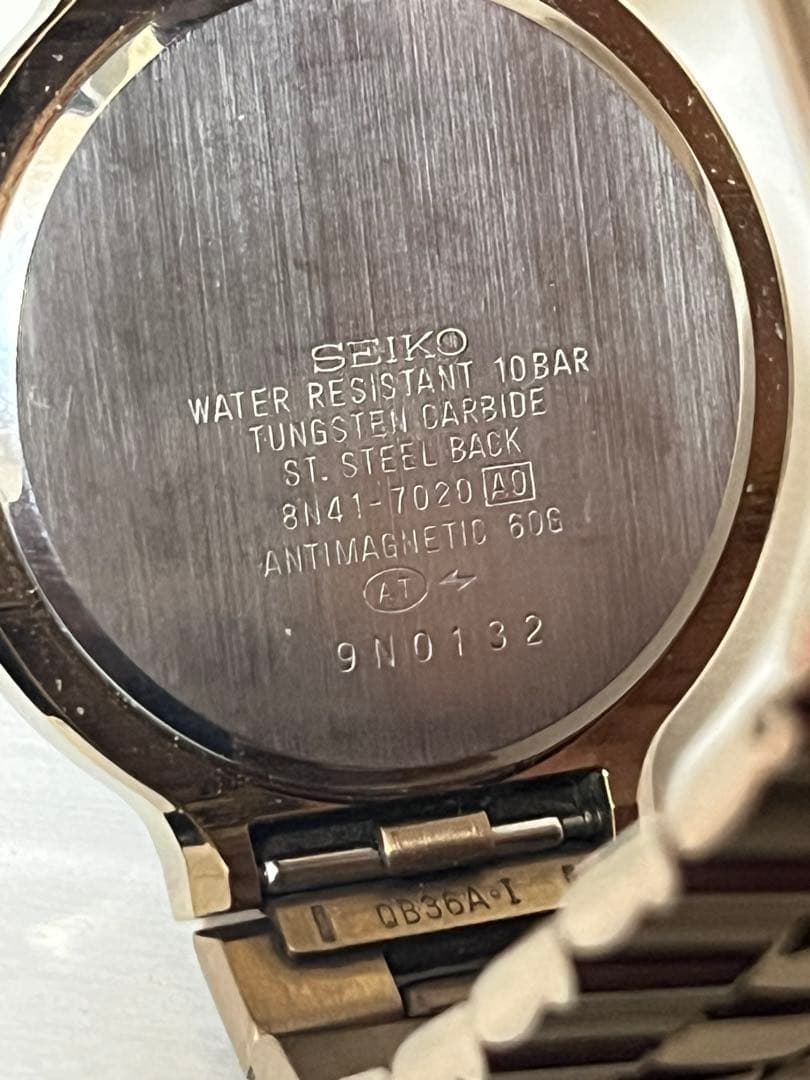 SEIKO
WATER RESISTANT 10BAR
TUNGSTEN CARBIDE
ST. STEEL BACK
8N41-7020 A0
ANTIMAGNETIC 60G
AT
9N0132
QB36A·I